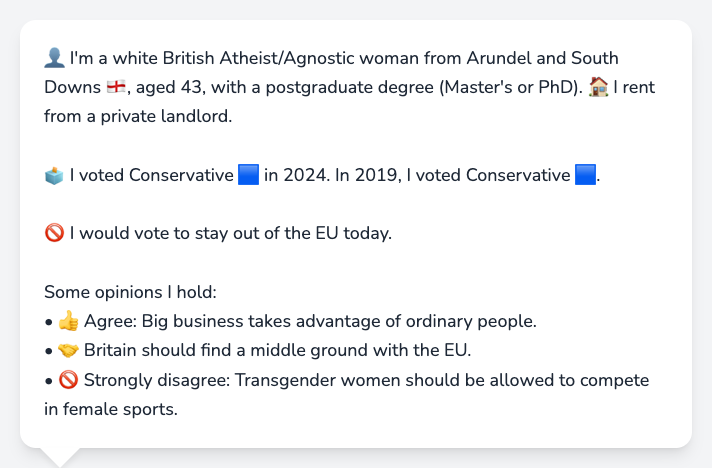 👤 I'm a white British Atheist/Agnostic woman from Arundel and South
Downs 🏴󠁧󠁢󠁥󠁮󠁧󠁿, aged 43, with a postgraduate degree (Master's or PhD). 🏠 I rent
from a private landlord.
🗳️ I voted Conservative 🟦 in 2024. In 2019, I voted Conservative 🟦.
🚫 I would vote to stay out of the EU today.
Some opinions I hold:
• 👍 Agree: Big business takes advantage of ordinary people.
• 🤝 Britain should find a middle ground with the EU.
• 🚫 Strongly disagree: Transgender women should be allowed to compete
in female sports.